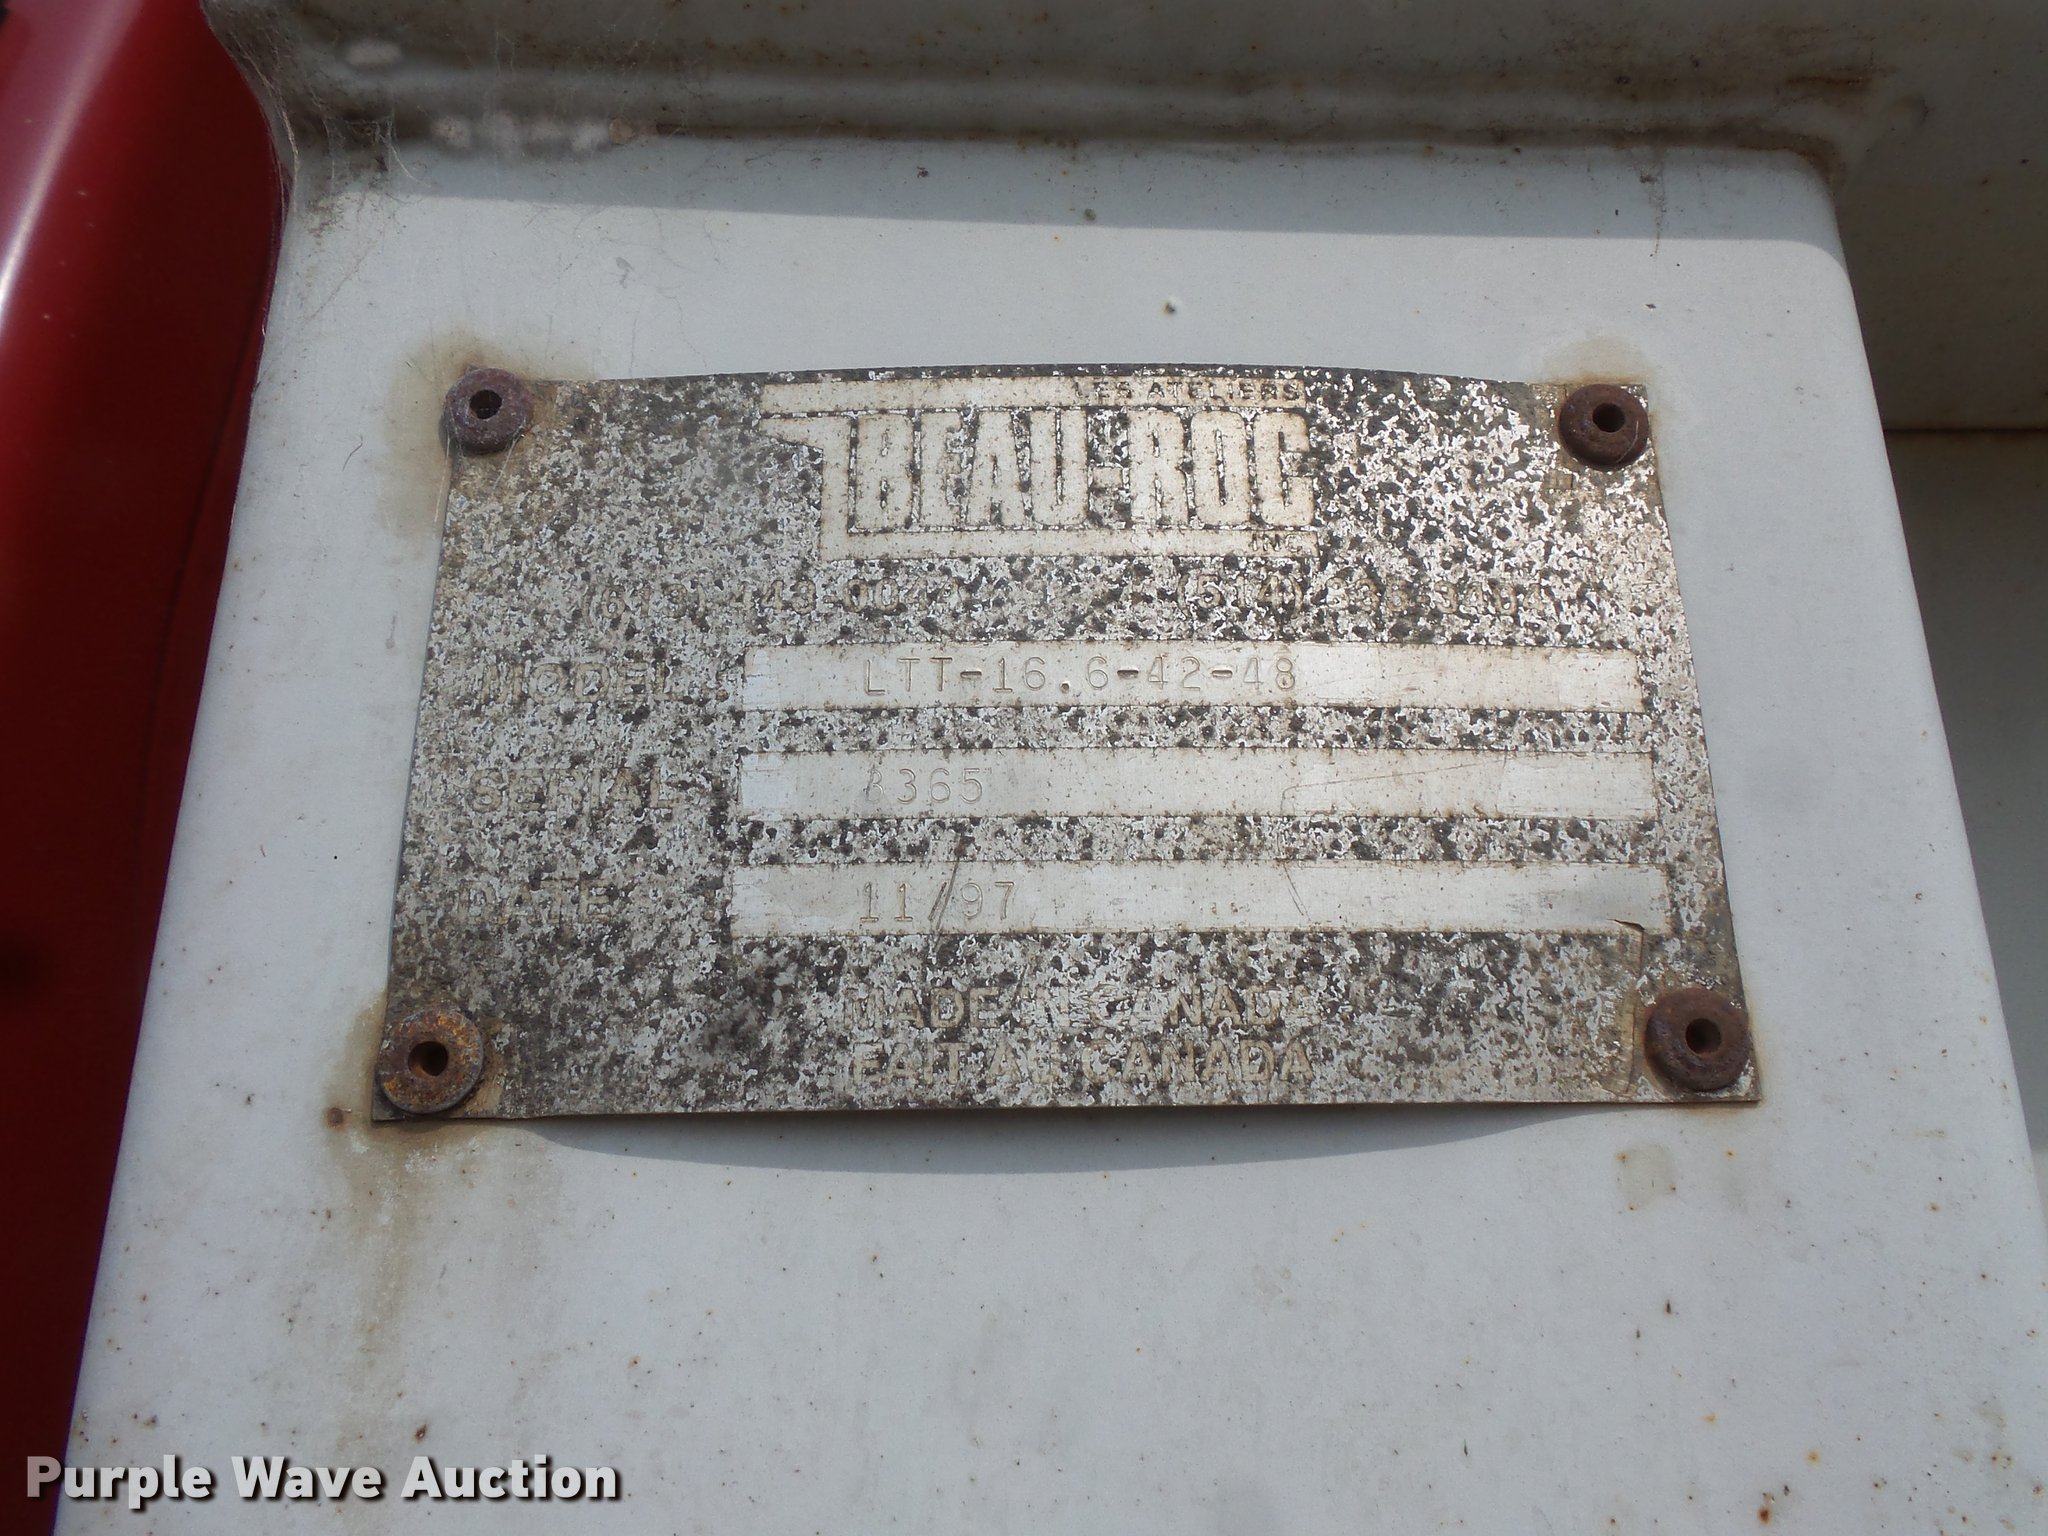 LES ATELIERS
BEAU-ROC
INC.
MODEL LTT-16.6-42-48
SERIAL
DATE 11/97
MADE IN CANADA
FAIT AU CANADA
Purple Wave Auction